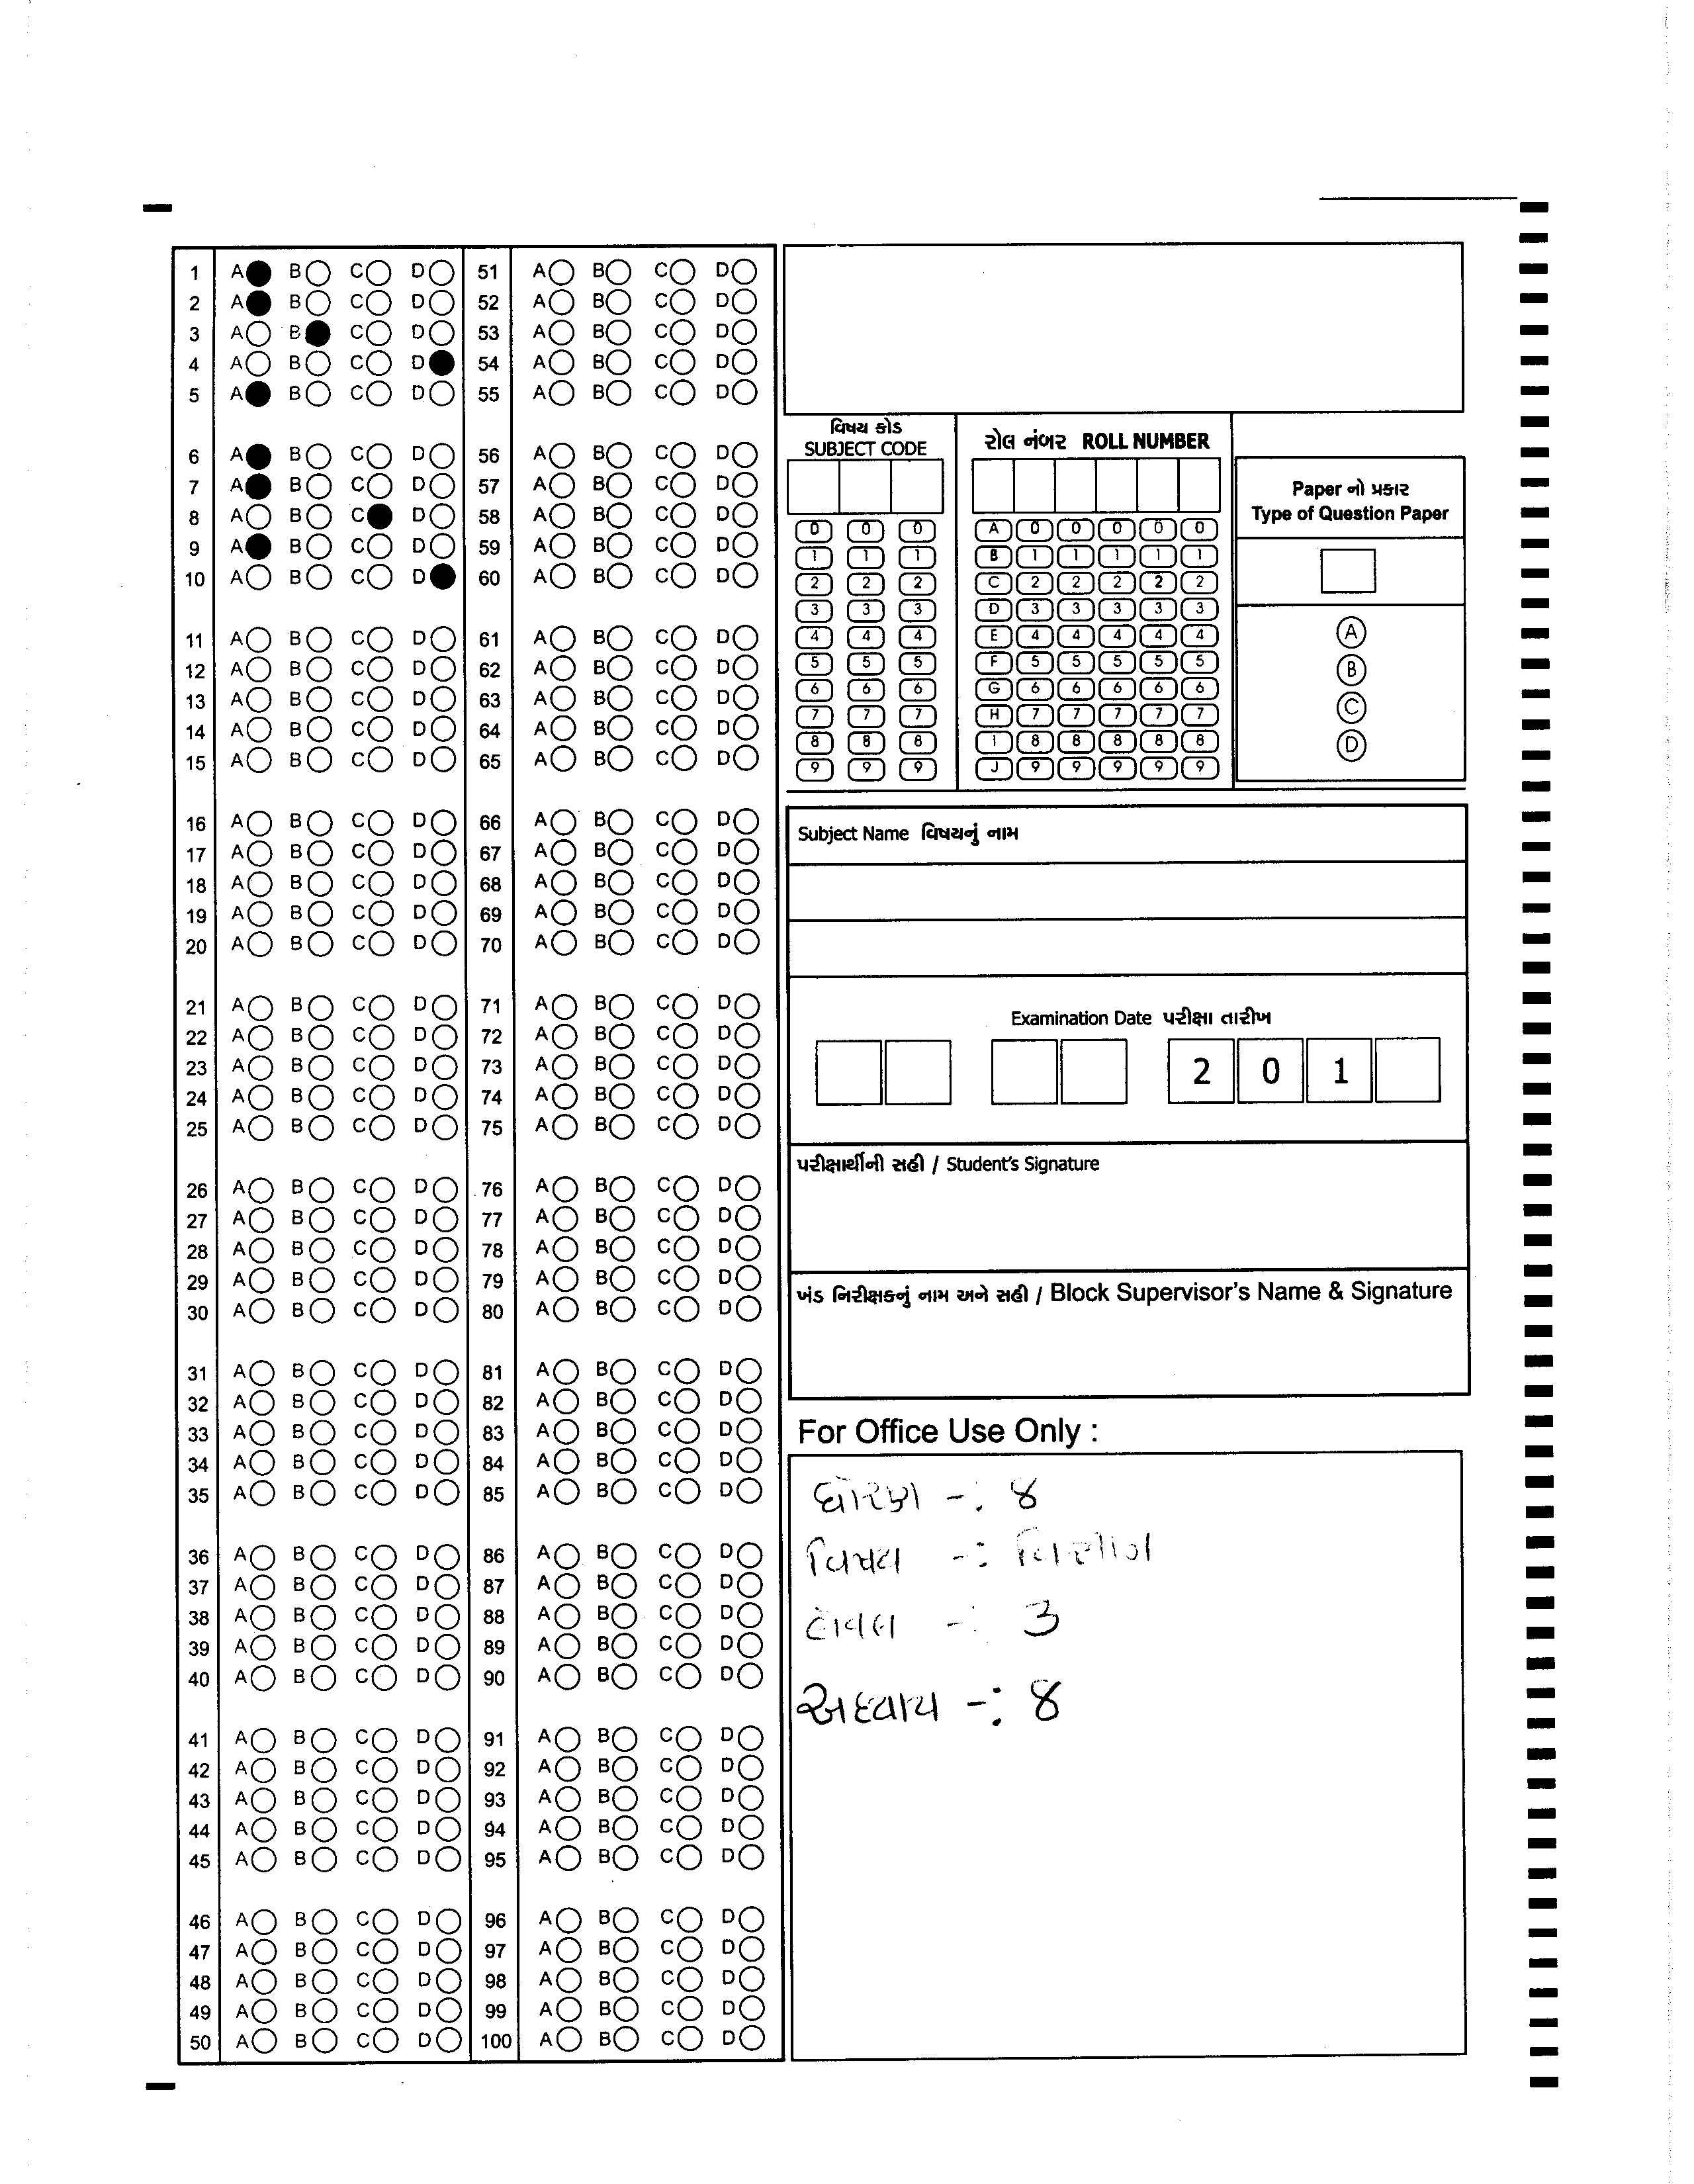 1 A B C D 51 A B C D
2 A B C D 52 A B C D
3 A B C D 53 A B C D
4 A B C D 54 A B C D
5 A B C D 55 A B C D
6 A B C D 56 A B C D
7 A B C D 57 A B C D
8 A B C D 58 A B C D
9 A B C D 59 A B C D
10 A B C D 60 A B C D
11 A B C D 61 A B C D
12 A B C D 62 A B C D
13 A B C D 63 A B C D
14 A B C D 64 A B C D
15 A B C D 65 A B C D
16 A B C D 66 A B C D
17 A B C D 67 A B C D
18 A B C D 68 A B C D
19 A B C D 69 A B C D
20 A B C D 70 A B C D
21 A B C D 71 A B C D
22 A B C D 72 A B C D
23 A B C D 73 A B C D
24 A B C D 74 A B C D
25 A B C D 75 A B C D
26 A B C D 76 A B C D
27 A B C D 77 A B C D
28 A B C D 78 A B C D
29 A B C D 79 A B C D
30 A B C D 80 A B C D
31 A B C D 81 A B C D
32 A B C D 82 A B C D
33 A B C D 83 A B C D
34 A B C D 84 A B C D
35 A B C D 85 A B C D
36 A B C D 86 A B C D
37 A B C D 87 A B C D
38 A B C D 88 A B C D
39 A B C D 89 A B C D
40 A B C D 90 A B C D
41 A B C D 91 A B C D
42 A B C D 92 A B C D
43 A B C D 93 A B C D
44 A B C D 94 A B C D
45 A B C D 95 A B C D
46 A B C D 96 A B C D
47 A B C D 97 A B C D
48 A B C D 98 A B C D
49 A B C D 99 A B C D
50 A B C D 100 A B C D
વિષય કોડ
SUBJECT CODE
0 0 0
1 1 1
2 2 2
3 3 3
4 4 4
5 5 5
6 6 6
7 7 7
8 8 8
9 9 9
રોલ નંબર ROLL NUMBER
A 0 0 0 0 0
B 1 1 1 1 1
C 2 2 2 2 2
D 3 3 3 3 3
E 4 4 4 4 4
F 5 5 5 5 5
G 6 6 6 6 6
H 7 7 7 7 7
I 8 8 8 8 8
J 9 9 9 9 9
Paper નો પ્રકાર
Type of Question Paper
A
B
C
D
Subject Name વિષયનું નામ
Examination Date પરીક્ષા તારીખ
2 0 1
પરીક્ષાર્થીની સહી / Student's Signature
ખંડ નિરીક્ષકનું નામ અને સહી / Block Supervisor's Name & Signature
For Office Use Only :
ધોરણ -: ૪
વિષય -:
-: ૩
અધ્યાય -: ૪